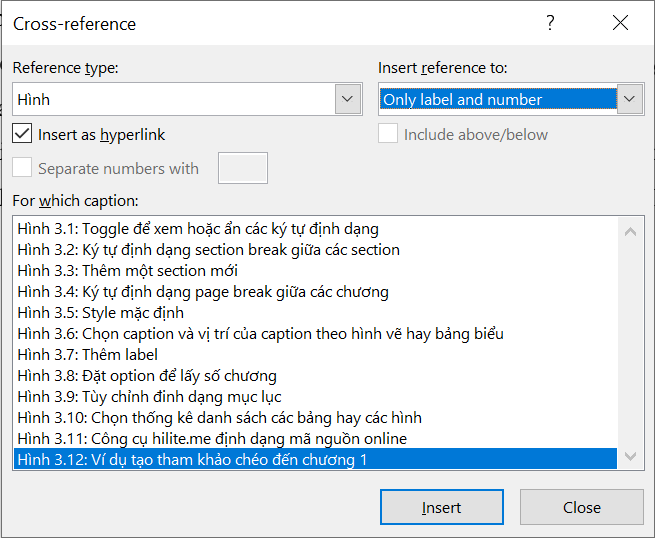 Cross-reference
Reference type:
Insert reference to:
Hình
Only label and number
Insert as hyperlink
Include above/below
Separate numbers with
For which caption:
Hình 3.1: Toggle để xem hoặc ẩn các ký tự định dạng
Hình 3.2: Ký tự định dạng section break giữa các section
Hình 3.3: Thêm một section mới
Hình 3.4: Ký tự định dạng page break giữa các chương
Hình 3.5: Style mặc định
Hình 3.6: Chọn caption và vị trí của caption theo hình vẽ hay bảng biểu
Hình 3.7: Thêm label
Hình 3.8: Đặt option để lấy số chương
Hình 3.9: Tùy chỉnh đinh dạng mục lục
Hình 3.10: Chọn thống kê danh sách các bảng hay các hình
Hình 3.11: Công cụ hilite.me định dạng mã nguồn online
Hình 3.12: Ví dụ tạo tham khảo chéo đến chương 1
Insert
Close